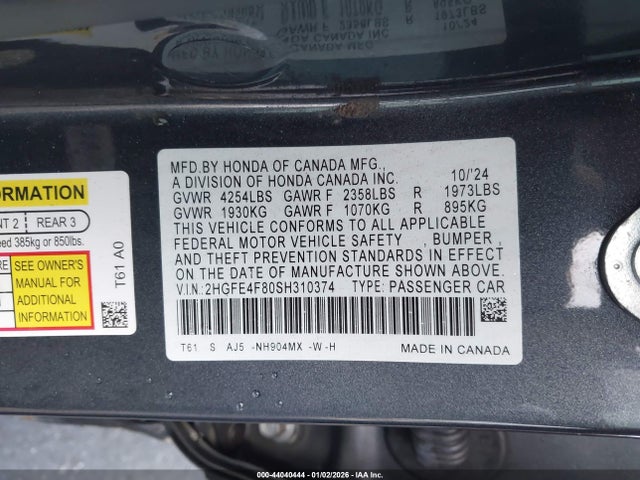 MFD.BY HONDA OF CANADA MFG.,
A DIVISION OF HONDA CANADA INC. 10/'24
GVWR 4254LBS GAWR F 2358LBS R 1973LBS
GVWR 1930KG GAWR F 1070KG R 895KG
THIS VEHICLE CONFORMS TO ALL APPLICABLE
FEDERAL MOTOR VEHICLE SAFETY , BUMPER ,
AND THEFT PREVENTION STANDARDS IN EFFECT
ON THE DATE OF MANUFACTURE SHOWN ABOVE.
V.I.N: 2HGFE4F80SH310374 TYPE: PASSENGER CAR
T61 S AJ5 -NH904MX -W-H MADE IN CANADA
ORMATION
NT 2 REAR 3
eed 385kg or 850lbs.
SEE OWNER'S
MANUAL FOR
ADDITIONAL
INFORMATION
T61 A0
000-44040444 01/02/2026 IAA Inc.